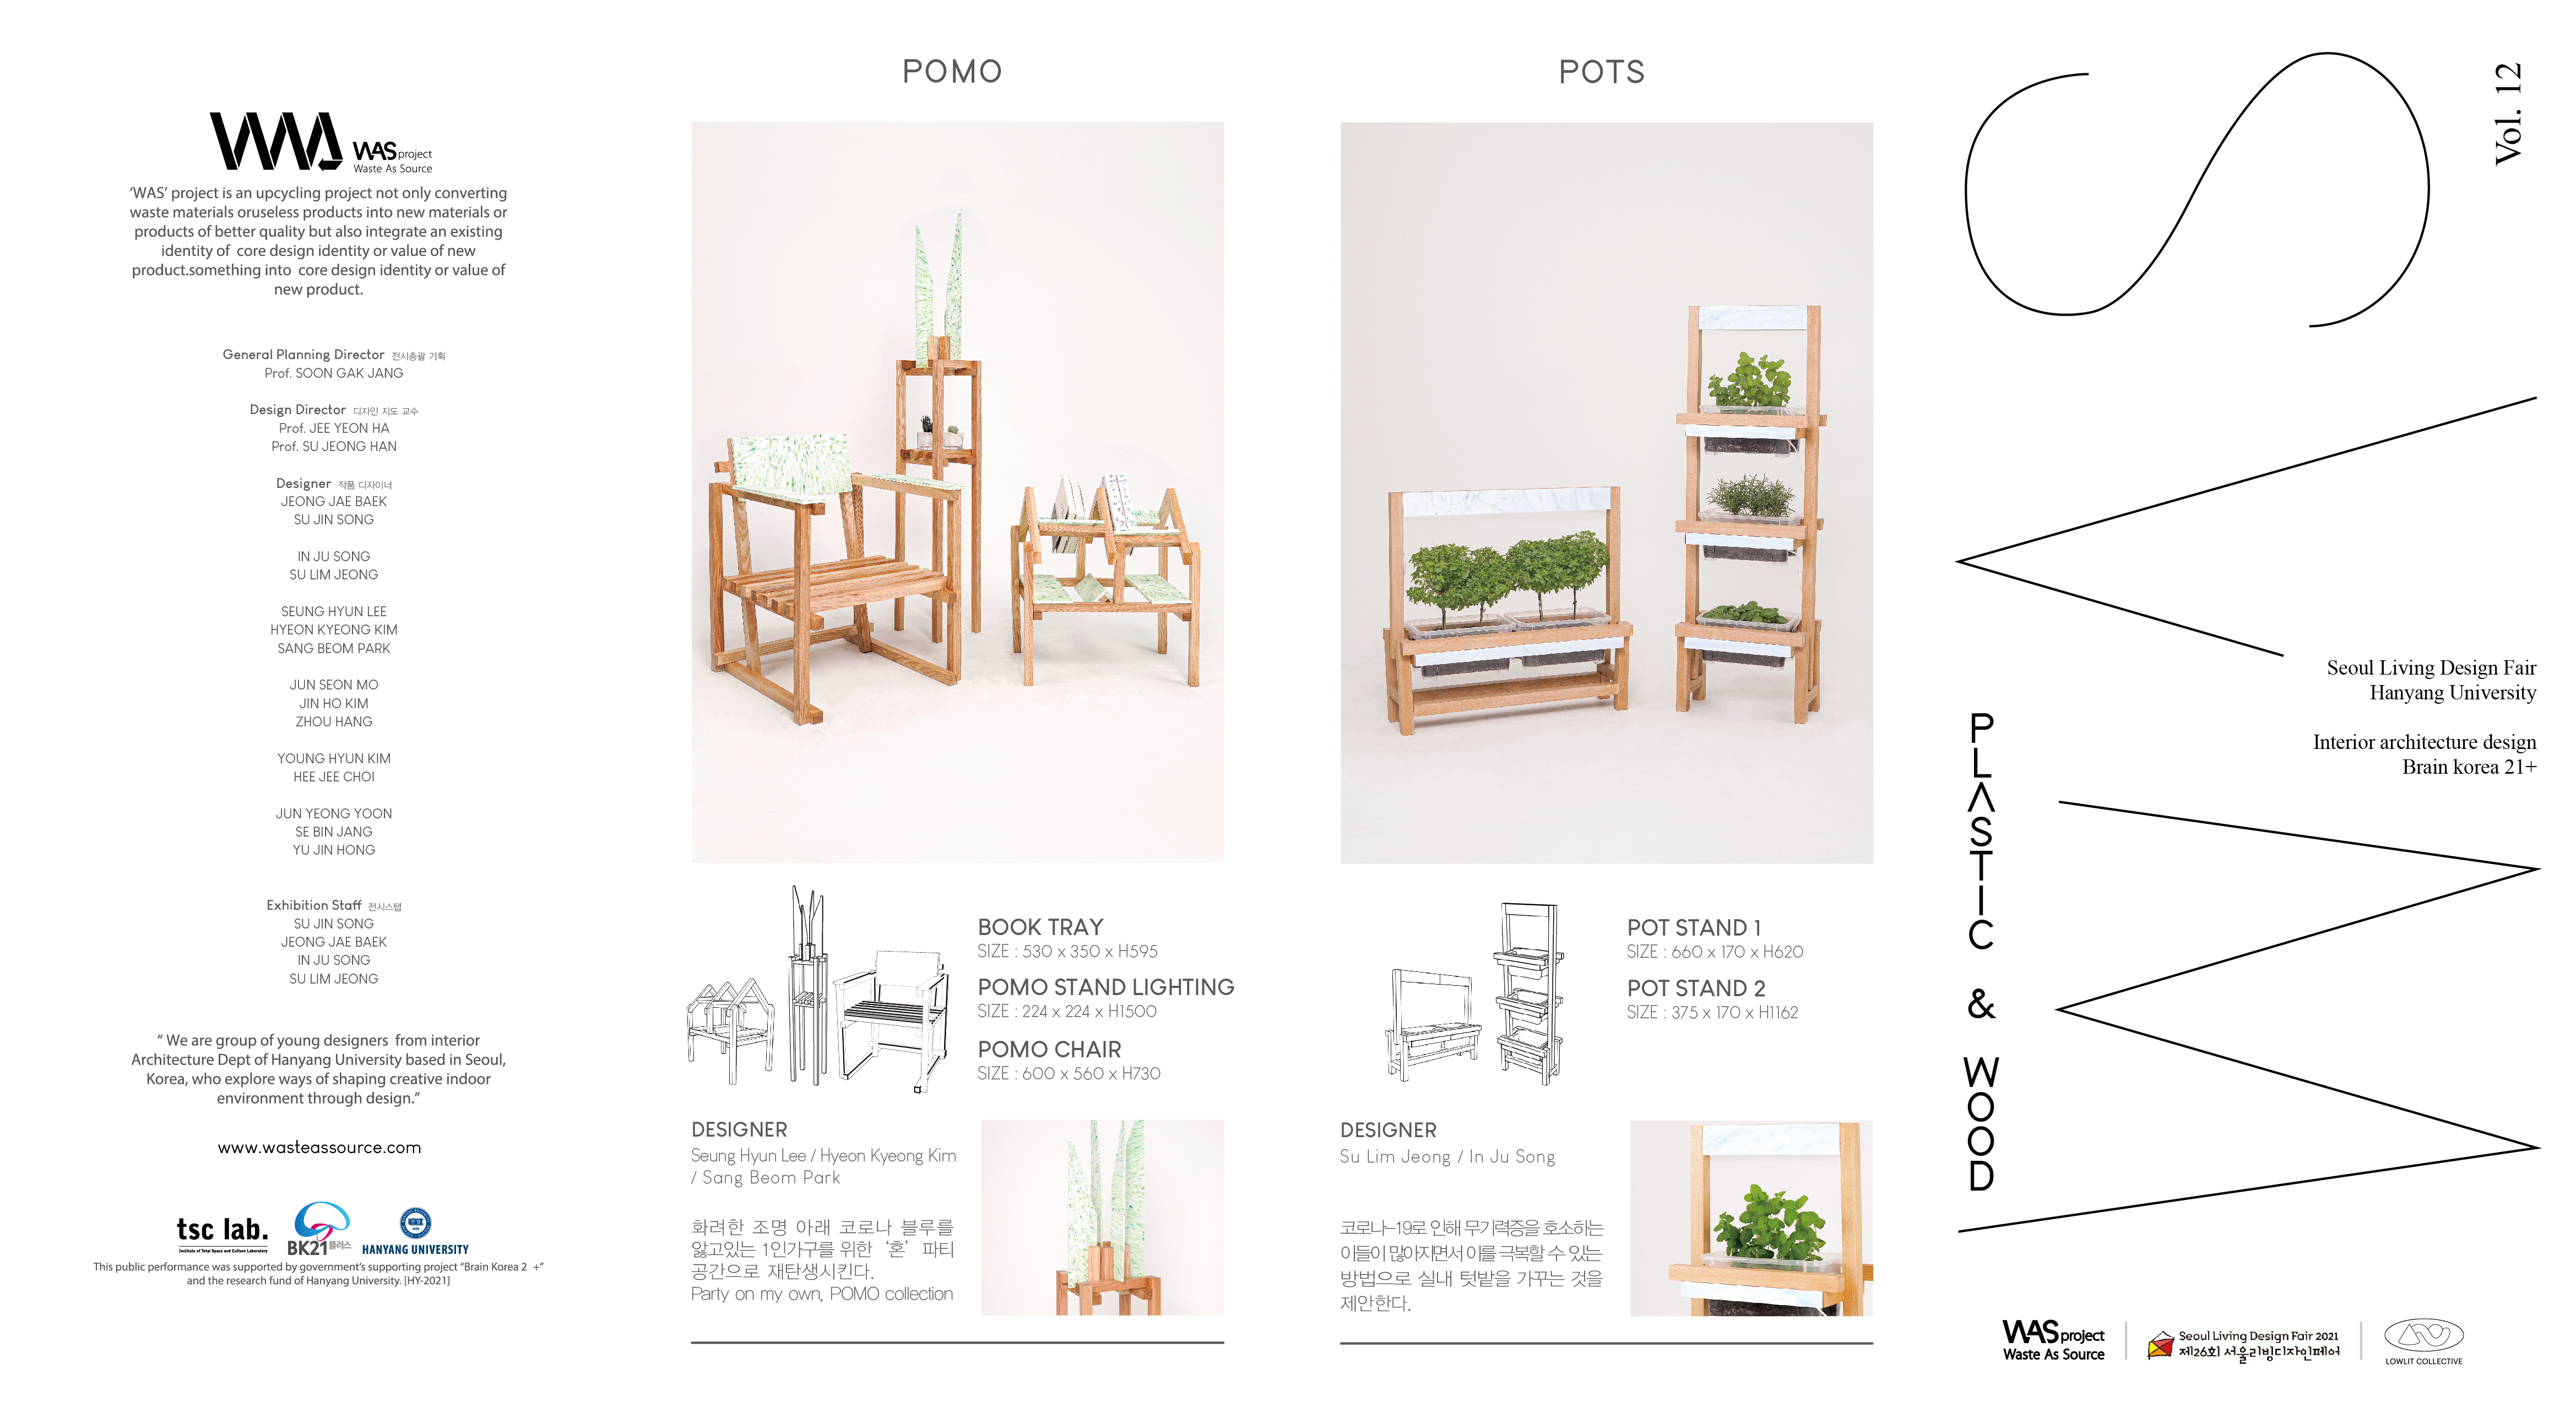 WAS project
Waste As Source
‘WAS’ project is an upcycling project not only converting
waste materials oruseless products into new materials or
products of better quality but also integrate an existing
identity of core design identity or value of new
product.something into core design identity or value of
new product.
General Planning Director 전시총괄 기획
Prof. SOON GAK JANG
Design Director 디자인 지도 교수
Prof. JEE YEON HA
Prof. SU JEONG HAN
Designer 작품 디자이너
JEONG JAE BAEK
SU JIN SONG
IN JU SONG
SU LIM JEONG
SEUNG HYUN LEE
HYEON KYEONG KIM
SANG BEOM PARK
JUN SEON MO
JIN HO KIM
ZHOU HANG
YOUNG HYUN KIM
HEE JEE CHOI
JUN YEONG YOON
SE BIN JANG
YU JIN HONG
Exhibition Staff 전시스탭
SU JIN SONG
JEONG JAE BAEK
IN JU SONG
SU LIM JEONG
“ We are group of young designers from interior
Architecture Dept of Hanyang University based in Seoul,
Korea, who explore ways of shaping creative indoor
environment through design.”
www.wasteassource.com
tsc lab.
Institute of Total Space and Culture Laboratory
BK21 플러스
HANYANG UNIVERSITY
This public performance was supported by government’s supporting project “Brain Korea 2 +”
and the research fund of Hanyang University. [HY-2021]
POMO
BOOK TRAY
SIZE : 530 x 350 x H595
POMO STAND LIGHTING
SIZE : 224 x 224 x H1500
POMO CHAIR
SIZE : 600 x 560 x H730
DESIGNER
Seung Hyun Lee / Hyeon Kyeong Kim
/ Sang Beom Park
화려한 조명 아래 코로나 블루를
앓고있는 1인가구를 위한 ‘혼’ 파티
공간으로 재탄생시킨다.
Party on my own, POMO collection
POTS
POT STAND 1
SIZE : 660 x 170 x H620
POT STAND 2
SIZE : 375 x 170 x H1162
DESIGNER
Su Lim Jeong / In Ju Song
코로나-19로 인해 무기력증을 호소하는
이들이 많아지면서 이를 극복할 수 있는
방법으로 실내 텃밭을 가꾸는 것을
제안한다.
Vol. 12
Seoul Living Design Fair
Hanyang University
Interior architecture design
Brain korea 21+
PLASTIC & WOOD
WAS project
Waste As Source
Seoul Living Design Fair 2021
제26회 서울리빙디자인페어
LOWLIT COLLECTIVE